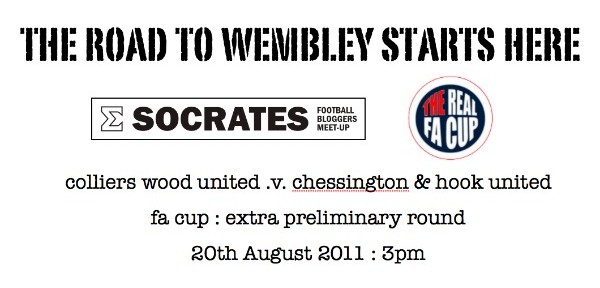 THE ROAD TO WEMBLEY STARTS HERE
Σ SOCRATES FOOTBALL
BLOGGERS
MEET-UP
THE REAL
FA CUP
colliers wood united .v. chessington & hook united
fa cup : extra preliminary round
20th August 2011 : 3pm